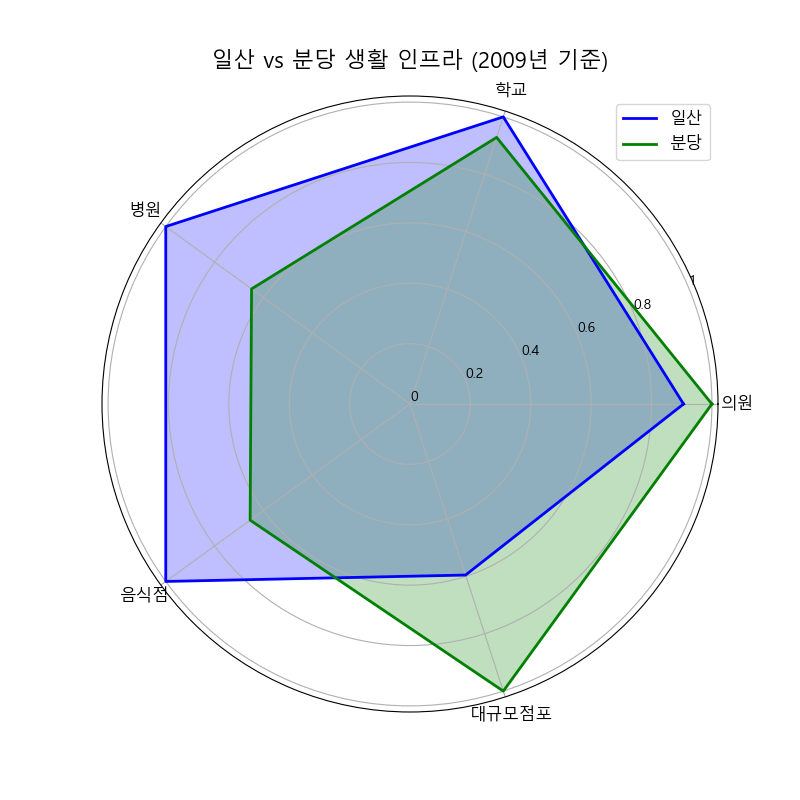 일산 vs 분당 생활 인프라 (2009년 기준)
학교
일산
분당
병원
1
0.8
0.6
0.4
0.2
0
의원
음식점
대규모점포